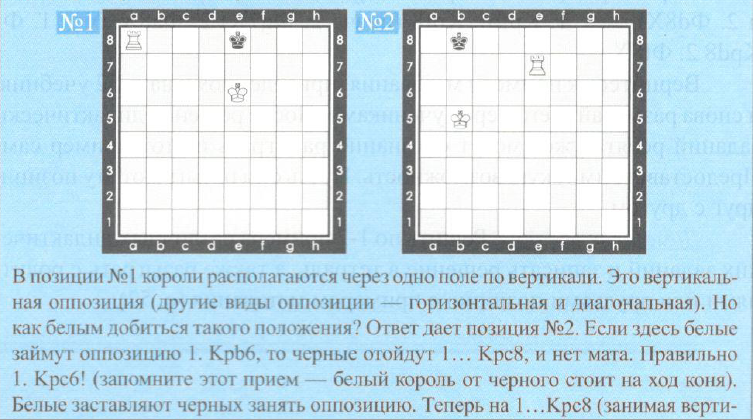 №1
a b c d e f g h
8
7
6
5
4
3
2
1
a b c d e f g h
№2
a b c d e f g h
8
7
6
5
4
3
2
1
a b c d e f g h
В позиции №1 короли располагаются через одно поле по вертикали. Это вертикаль-
ная оппозиция (другие виды оппозиции — горизонтальная и диагональная). Но
как белым добиться такого положения? Ответ дает позиция №2. Если здесь белые
займут оппозицию 1. Крb6, то черные отойдут 1… Крc8, и нет мата. Правильно
1. Крc6! (запомните этот прием — белый король от черного стоит на ход коня).
Белые заставляют черных занять оппозицию. Теперь на 1…Крc8 (занимая верти-